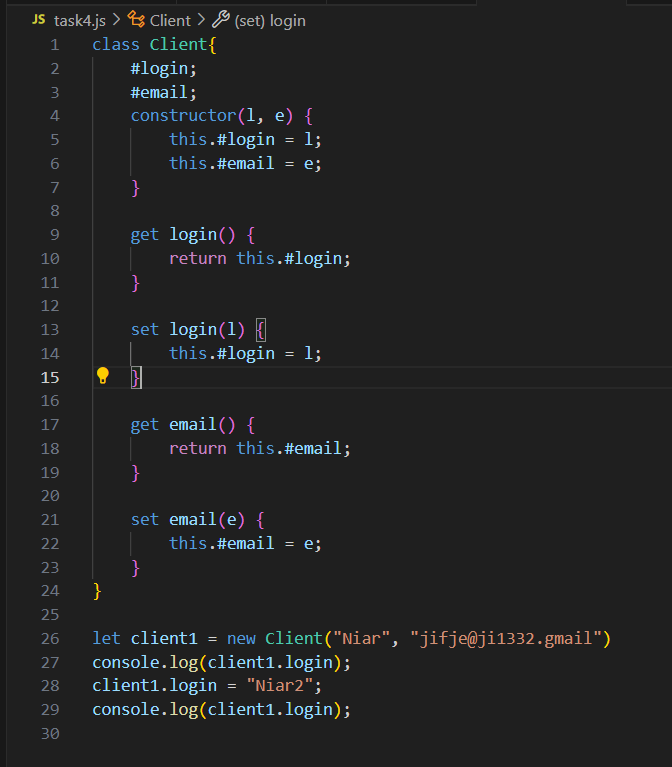 JS task4.js > Client > (set) login
1 class Client{
2     #login;
3     #email;
4     constructor(l, e) {
5         this.#login = l;
6         this.#email = e;
7     }
8
9     get login() {
10         return this.#login;
11     }
12
13     set login(l) {
14         this.#login = l;
15     }
16
17     get email() {
18         return this.#email;
19     }
20
21     set email(e) {
22         this.#email = e;
23     }
24 }
25
26 let client1 = new Client("Niar", "jifje@ji1332.gmail")
27 console.log(client1.login);
28 client1.login = "Niar2";
29 console.log(client1.login);
30